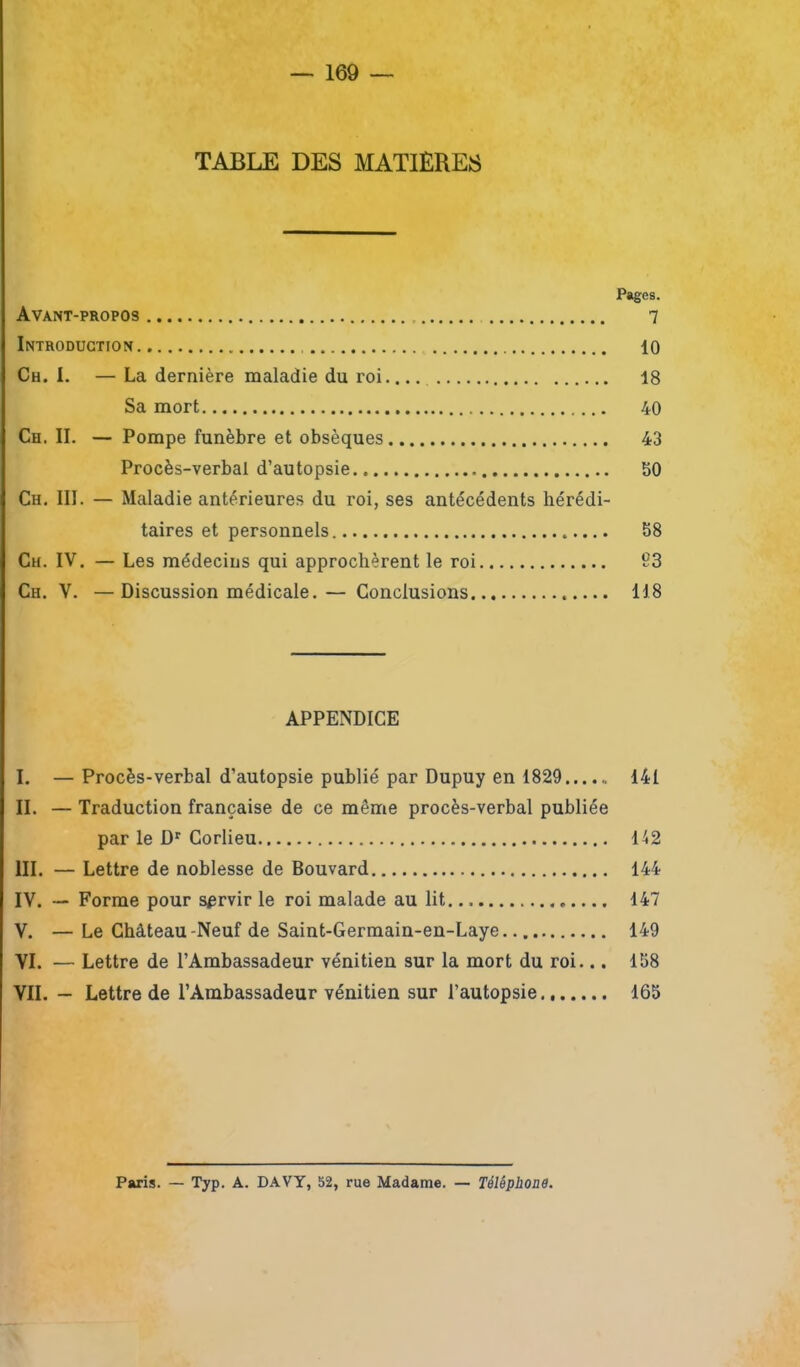 — 169 —
TABLE DES MATIÈRES
Pages.
AVANT-PROPOS ........ 7
INTRODUCTION ........ 10
CH. I. — La dernière maladie du roi ........ 18
Sa mort ........ 40
CH. II. — Pompe funèbre et obsèques ........ 43
Procès-verbal d'autopsie ........ 50
CH. III. — Maladie antérieures du roi, ses antécédents hérédi-
taires et personnels ........ 58
CH. IV. — Les médecins qui approchèrent le roi ........ 93
CH. V. — Discussion médicale. — Conclusions ........ 118
APPENDICE
I. — Procès-verbal d'autopsie publié par Dupuy en 1829 ..... 141
II. — Traduction française de ce même procès-verbal publiée
par le Dr Corlieu ........ 142
III. — Lettre de noblesse de Bouvard ........ 144
IV. — Forme pour servir le roi malade au lit ........ 147
V. — Le Château-Neuf de Saint-Germain-en-Laye ........ 149
VI. — Lettre de l'Ambassadeur vénitien sur la mort du roi... 158
VII. — Lettre de l'Ambassadeur vénitien sur l'autopsie ........ 165
Paris. — Typ. A. DAVY, 52, rue Madame. — Téléphone.